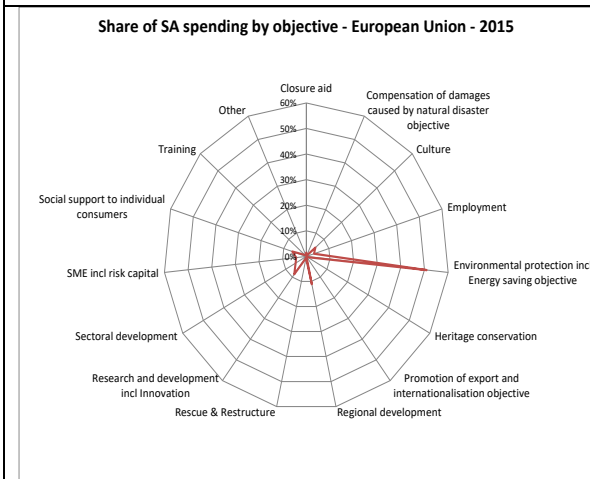 Share of SA spending by objective - European Union - 2015
Closure aid
Compensation of damages
caused by natural disaster
objective
Culture
Employment
Environmental protection inc
Energy saving objective
Heritage conservation
Promotion of export and
internationalisation objective
Regional development
Rescue & Restructure
Research and development
incl Innovation
Sectoral development
SME incl risk capital
Social support to individual
consumers
Training
Other
60%
50%
40%
30%
20%
10%
0%